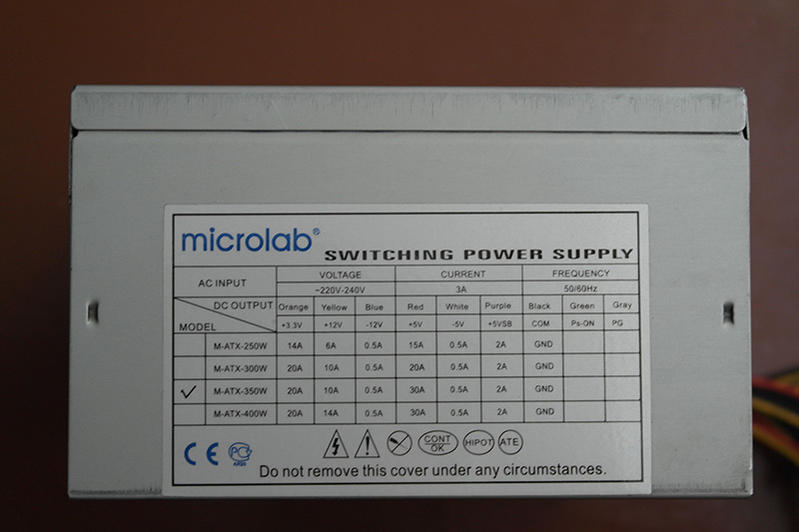 microlab®
SWITCHING POWER SUPPLY
AC INPUT VOLTAGE CURRENT FREQUENCY
~220V-240V 3A 50/60Hz
DC OUTPUT Orange Yellow Blue Red White Purple Black Green Gray
MODEL +3.3V +12V -12V +5V -5V +5VSB COM Ps-ON PG
M-ATX-250W 14A 6A 0.5A 15A 0.5A 2A GND
M-ATX-300W 20A 10A 0.5A 20A 0.5A 2A GND
✓ M-ATX-350W 20A 10A 0.5A 30A 0.5A 2A GND
M-ATX-400W 20A 14A 0.5A 30A 0.5A 2A GND
CE CONT OK HIPOT ATE
Do not remove this cover under any circumstances.